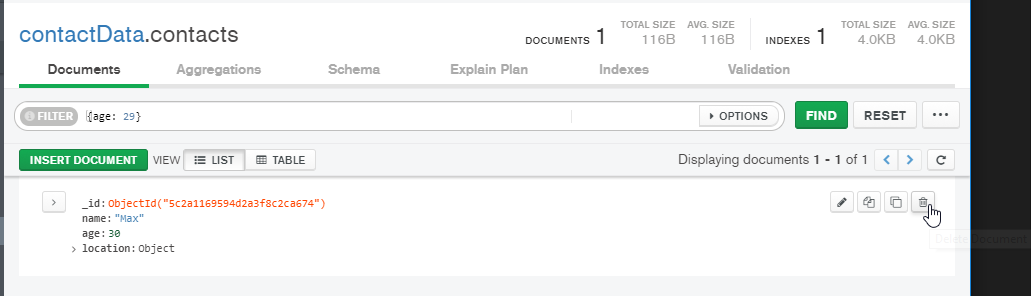 contactData.contacts
DOCUMENTS 1 TOTAL SIZE 116B AVG. SIZE 116B INDEXES 1 TOTAL SIZE 4.0KB AVG. SIZE 4.0KB
Documents Aggregations Schema Explain Plan Indexes Validation
FILTER {age: 29} OPTIONS FIND RESET ...
INSERT DOCUMENT VIEW LIST TABLE Displaying documents 1 - 1 of 1
_id:ObjectId("5c2a1169594d2a3f8c2ca674")
name:"Max"
age:30
location:Object
Delete Document